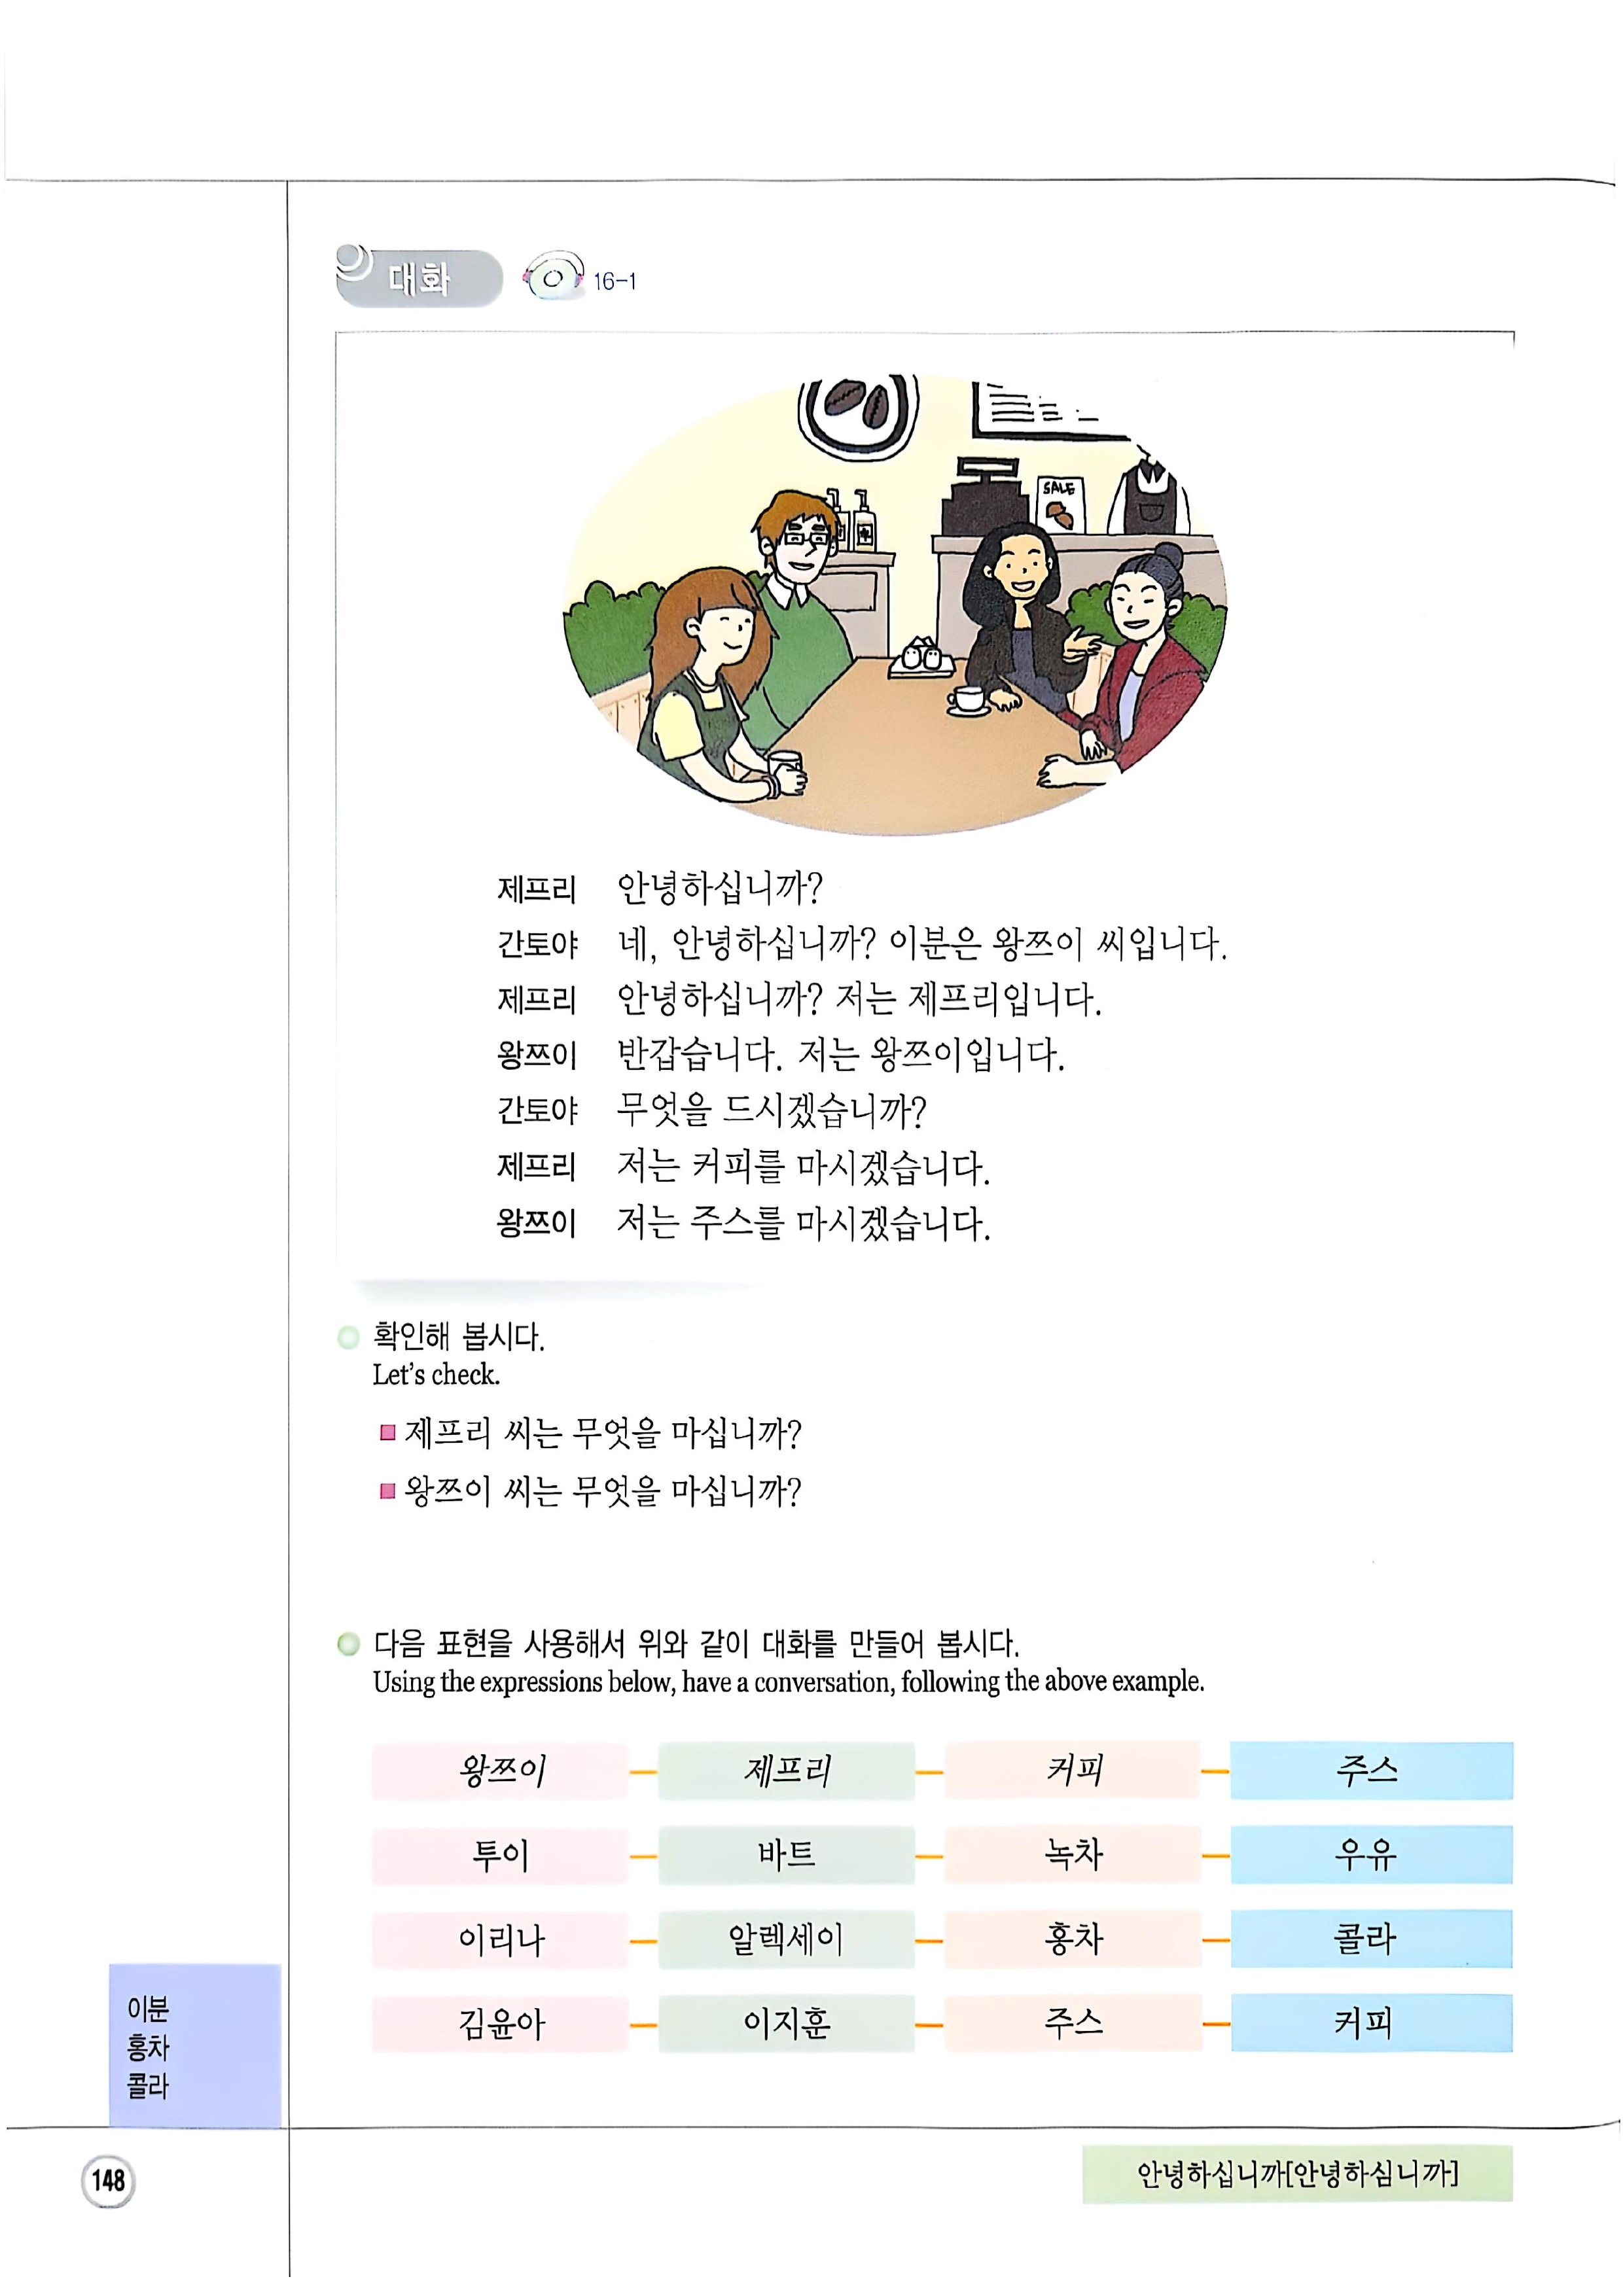 대화 16-1
SALE
제프리 안녕하십니까?
간토야 네, 안녕하십니까? 이분은 왕쯔이 씨입니다.
제프리 안녕하십니까? 저는 제프리입니다.
왕쯔이 반갑습니다. 저는 왕쯔이입니다.
간토야 무엇을 드시겠습니까?
제프리 저는 커피를 마시겠습니다.
왕쯔이 저는 주스를 마시겠습니다.
확인해 봅시다.
Let's check.
제프리 씨는 무엇을 마십니까?
왕쯔이 씨는 무엇을 마십니까?
다음 표현을 사용해서 위와 같이 대화를 만들어 봅시다.
Using the expressions below, have a conversation, following the above example.
왕쯔이 제프리 커피 주스
투이 바트 녹차 우유
이리나 알렉세이 홍차 콜라
김윤아 이지훈 주스 커피
이분
홍차
콜라
148
안녕하십니까[안녕하심니까]